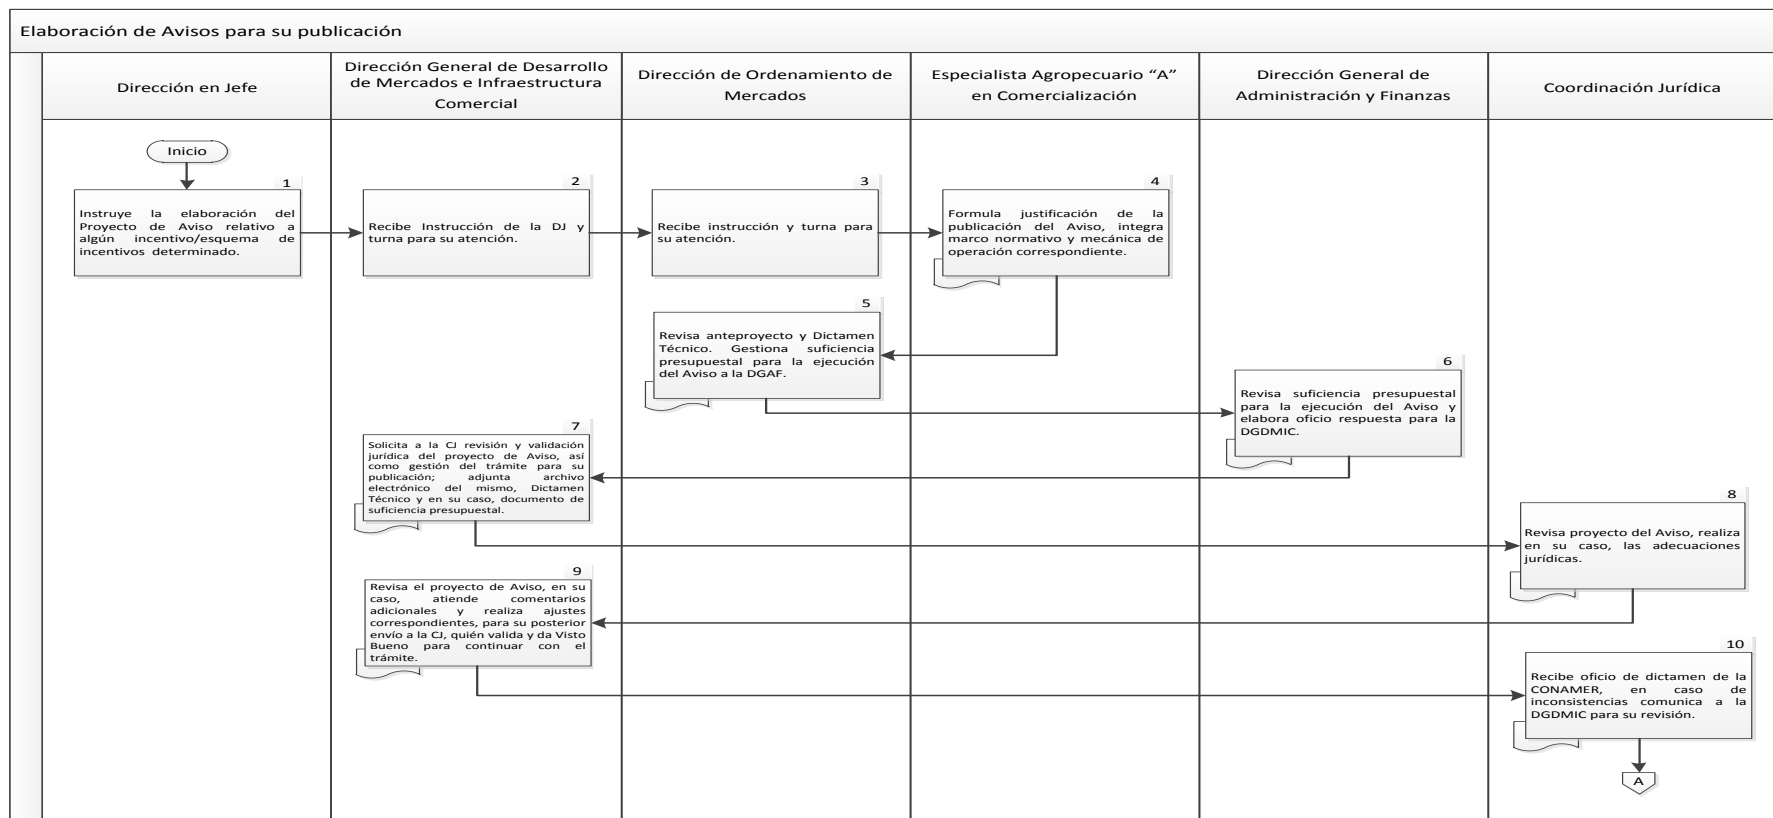 Elaboración de Avisos para su publicación
Dirección en Jefe
Dirección General de Desarrollo
de Mercados e Infraestructura
Comercial
Dirección de Ordenamiento de
Mercados
Especialista Agropecuario “A”
en Comercialización
Dirección General de
Administración y Finanzas
Coordinación Jurídica
Inicio
1
Instruye la elaboración del
Proyecto de Aviso relativo a
algún incentivo/esquema de
incentivos determinado.
2
Recibe Instrucción de la DJ y
turna para su atención.
3
Recibe instrucción y turna para
su atención.
4
Formula justificación de la
publicación del Aviso, integra
marco normativo y mecánica de
operación correspondiente.
5
Revisa anteproyecto y Dictamen
Técnico. Gestiona suficiencia
presupuestal para la ejecución
del Aviso a la DGAF.
6
Revisa suficiencia presupuestal
para la ejecución del Aviso y
elabora oficio respuesta para la
DGDMIC.
7
Solicita a la CJ revisión y validación
jurídica del proyecto de Aviso, así
como gestión del trámite para su
publicación; adjunta archivo
electrónico del mismo, Dictamen
Técnico y en su caso, documento de
suficiencia presupuestal.
8
Revisa proyecto del Aviso, realiza
en su caso, las adecuaciones
jurídicas.
9
Revisa el proyecto de Aviso, en su
caso, atiende comentarios
adicionales y realiza ajustes
correspondientes, para su posterior
envío a la CJ, quién valida y da Visto
Bueno para continuar con el
trámite.
10
Recibe oficio de dictamen de la
CONAMER, en caso de
inconsistencias comunica a la
DGDMIC para su revisión.
A